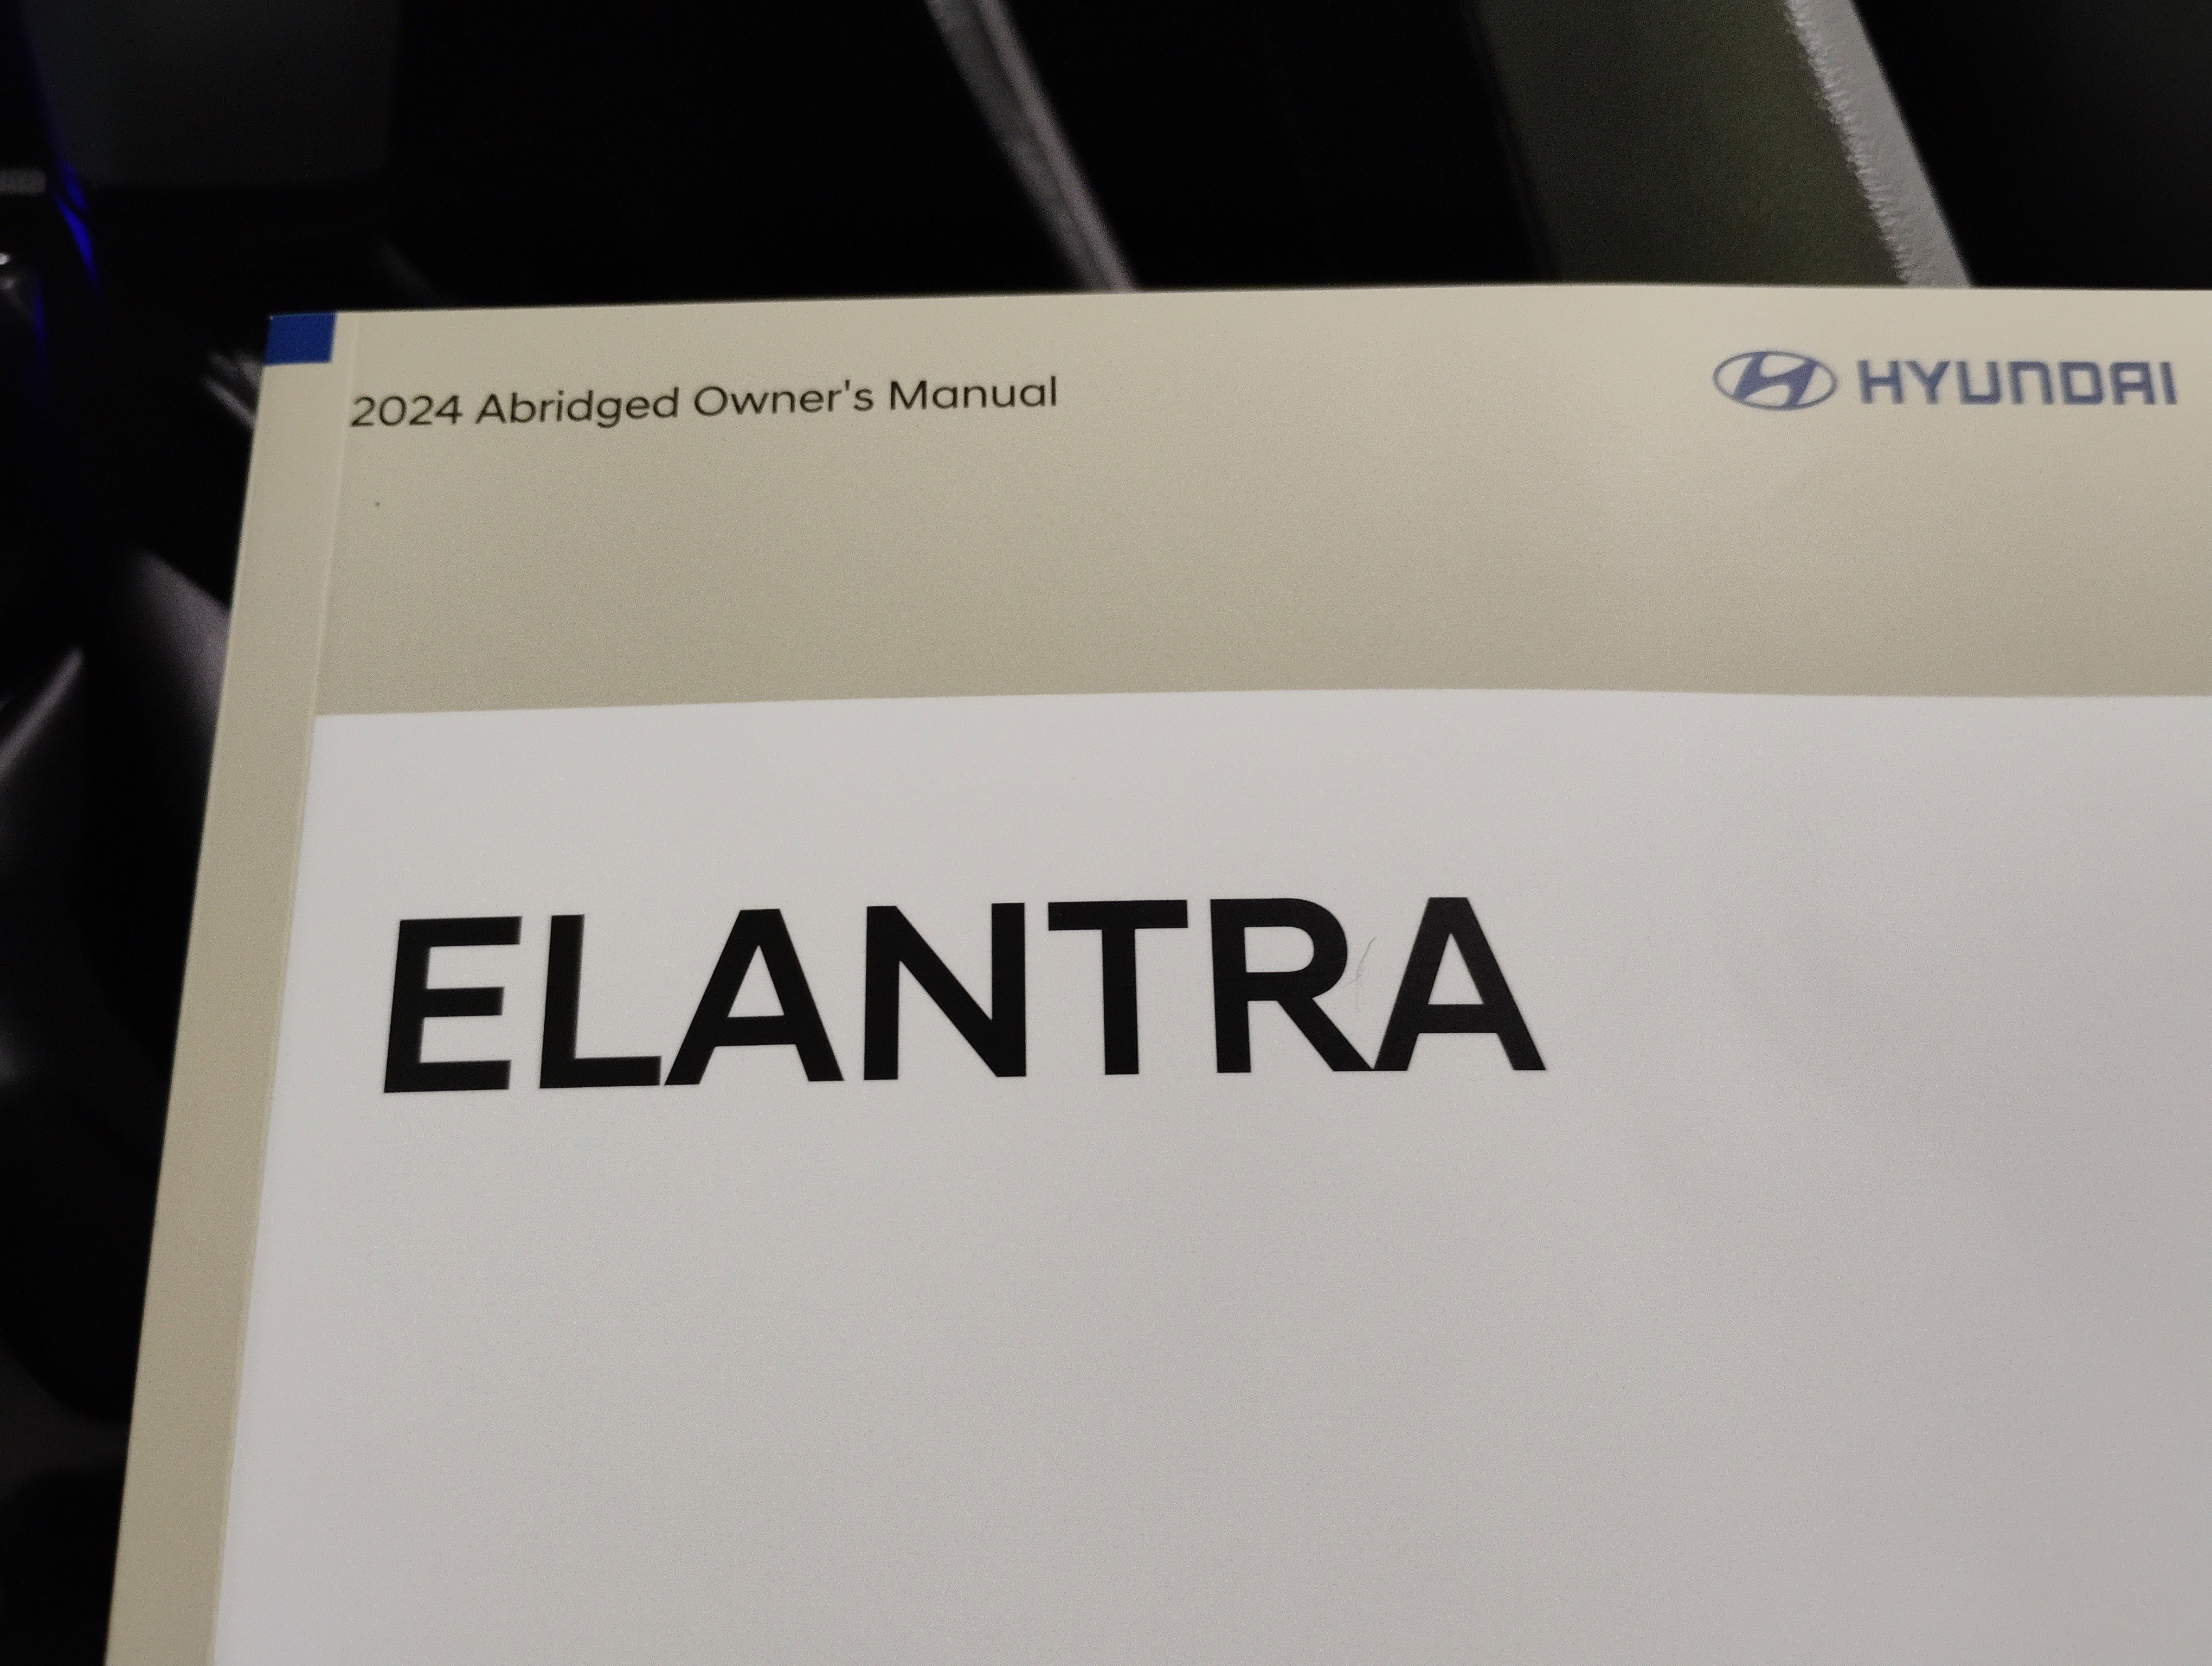 2024 Abridged Owner's Manual
HYUNDAI
ELANTRA